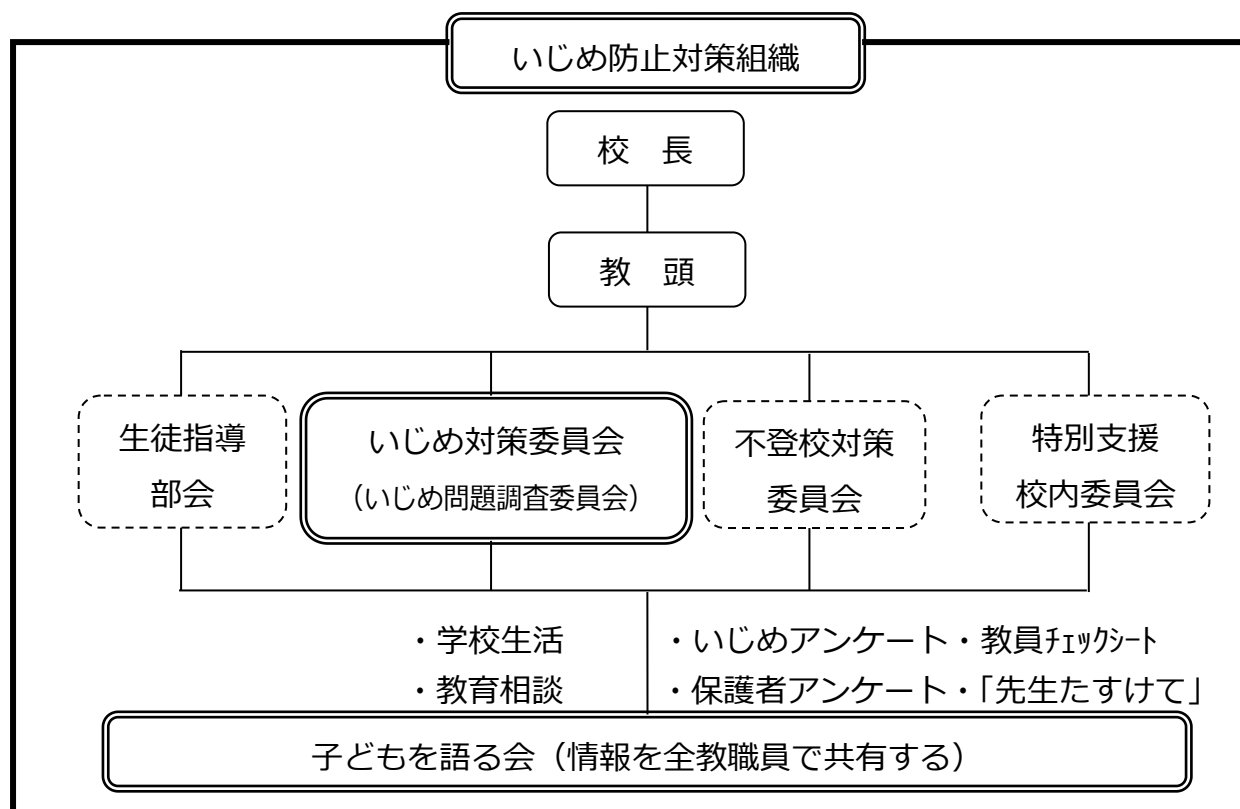 いじめ防止対策組織
校　長
教　頭
生徒指導
部会
いじめ対策委員会
（いじめ問題調査委員会）
不登校対策
委員会
特別支援
校内委員会
・学校生活
・教育相談
・いじめアンケート・教員ﾁｪｯｸｼｰﾄ
・保護者アンケート・「先生たすけて」
子どもを語る会（情報を全教職員で共有する）